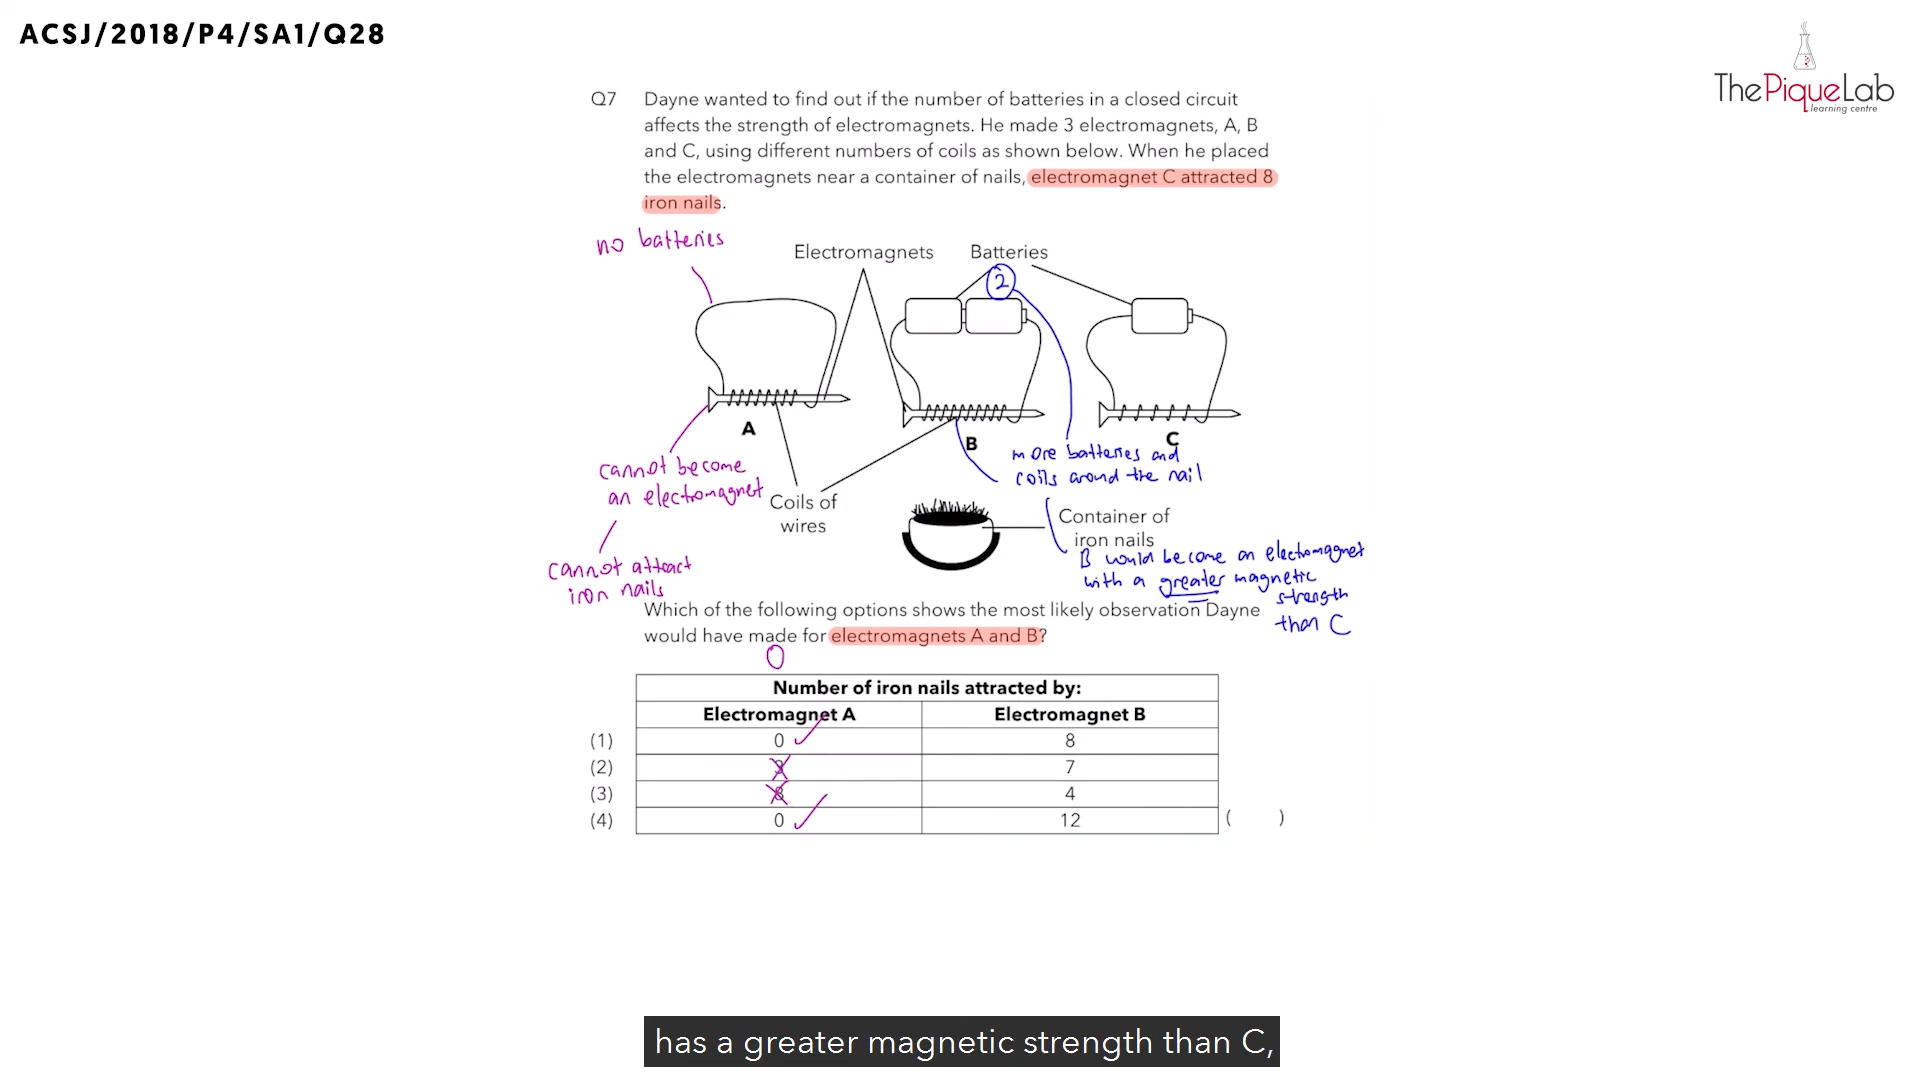 ACSJ/2018/P4/SA1/Q28
ThePiqueLab
learning centre
Q7 Dayne wanted to find out if the number of batteries in a closed circuit
affects the strength of electromagnets. He made 3 electromagnets, A, B
and C, using different numbers of coils as shown below. When he placed
the electromagnets near a container of nails, electromagnet C attracted 8
iron nails.
no batteries
Electromagnets
Batteries
2
A
B
C
more batteries and
coils around the nail
cannot become
an electromagnet
Coils of
wires
Container of
iron nails
cannot attract
iron nails
B would become an electromagnet
with a greater magnetic
strength
than C
Which of the following options shows the most likely observation Dayne
would have made for electromagnets A and B?
0
Number of iron nails attracted by:
Electromagnet A Electromagnet B
(1) 0 8
(2) 3 7
(3) 8 4
(4) 0 12 ( )
has a greater magnetic strength than C,